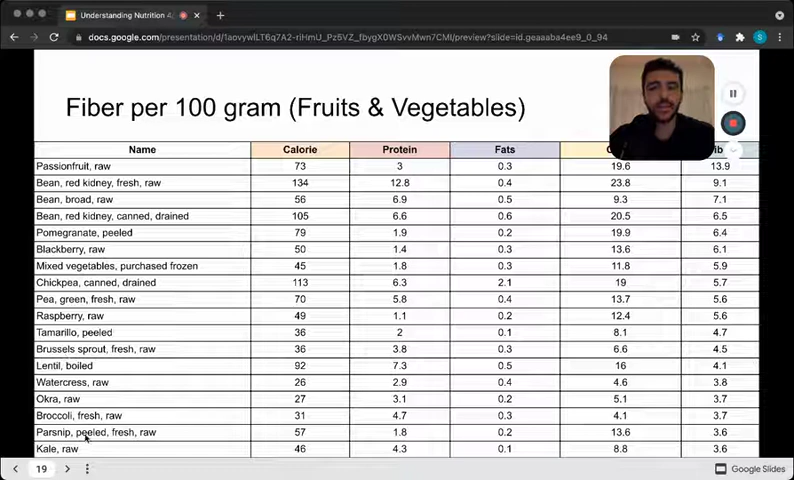 Understanding Nutrition 4
docs.google.com/presentation/d/1aovywlLT6q7A2-riHmU_Pz5VZ_fbygX0WSvvMwn7CMI/preview?slide=id.geaaaba4ee9_0_94
S
Fiber per 100 gram (Fruits & Vegetables)
Name Calorie Protein Fats
Passionfruit, raw 73 3 0.3 19.6 13.9
Bean, red kidney, fresh, raw 134 12.8 0.4 23.8 9.1
Bean, broad, raw 56 6.9 0.5 9.3 7.1
Bean, red kidney, canned, drained 105 6.6 0.6 20.5 6.5
Pomegranate, peeled 79 1.9 0.2 19.9 6.4
Blackberry, raw 50 1.4 0.3 13.6 6.1
Mixed vegetables, purchased frozen 45 1.8 0.3 11.8 5.9
Chickpea, canned, drained 113 6.3 2.1 19 5.7
Pea, green, fresh, raw 70 5.8 0.4 13.7 5.6
Raspberry, raw 49 1.1 0.2 12.4 5.6
Tamarillo, peeled 36 2 0.1 8.1 4.7
Brussels sprout, fresh, raw 36 3.8 0.3 6.6 4.5
Lentil, boiled 92 7.3 0.5 16 4.1
Watercress, raw 26 2.9 0.4 4.6 3.8
Okra, raw 27 3.1 0.2 5.1 3.7
Broccoli, fresh, raw 31 4.7 0.3 4.1 3.7
Parsnip, peeled, fresh, raw 57 1.8 0.2 13.6 3.6
Kale, raw 46 4.3 0.1 8.8 3.6
19 Google Slides